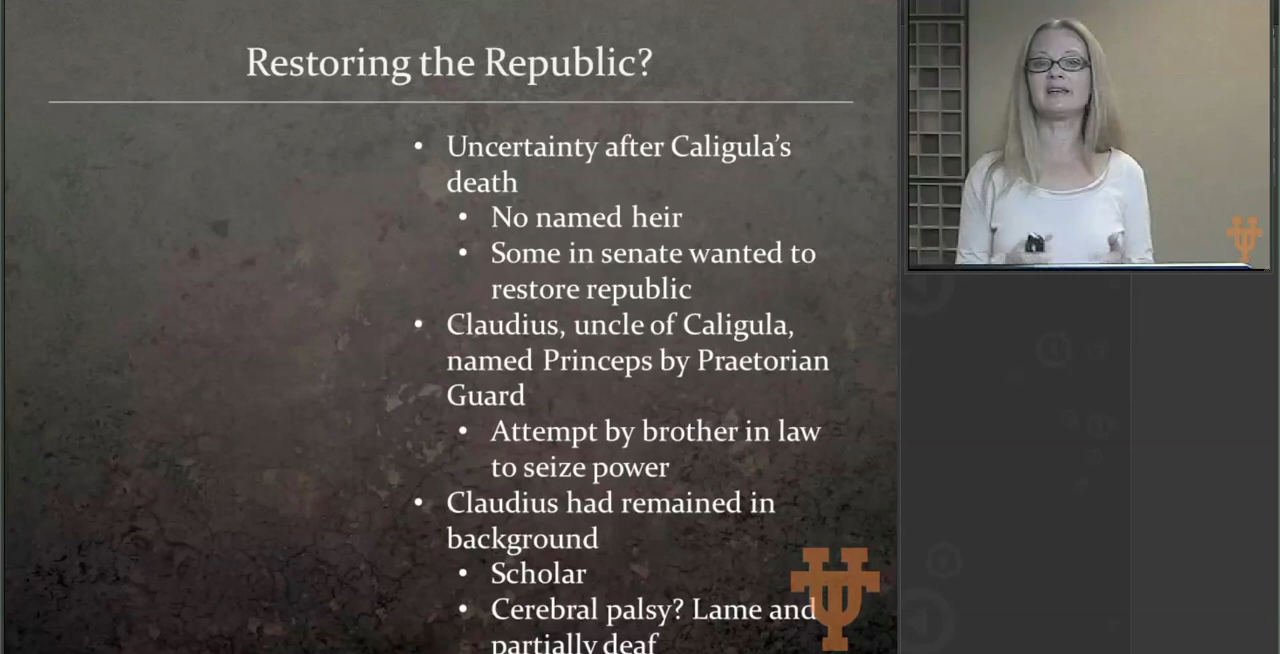 Restoring the Republic?
• Uncertainty after Caligula's
death
• No named heir
• Some in senate wanted to
restore republic
• Claudius, uncle of Caligula,
named Princeps by Praetorian
Guard
• Attempt by brother in law
to seize power
• Claudius had remained in
background
• Scholar
• Cerebral palsy? Lame and
partially deaf